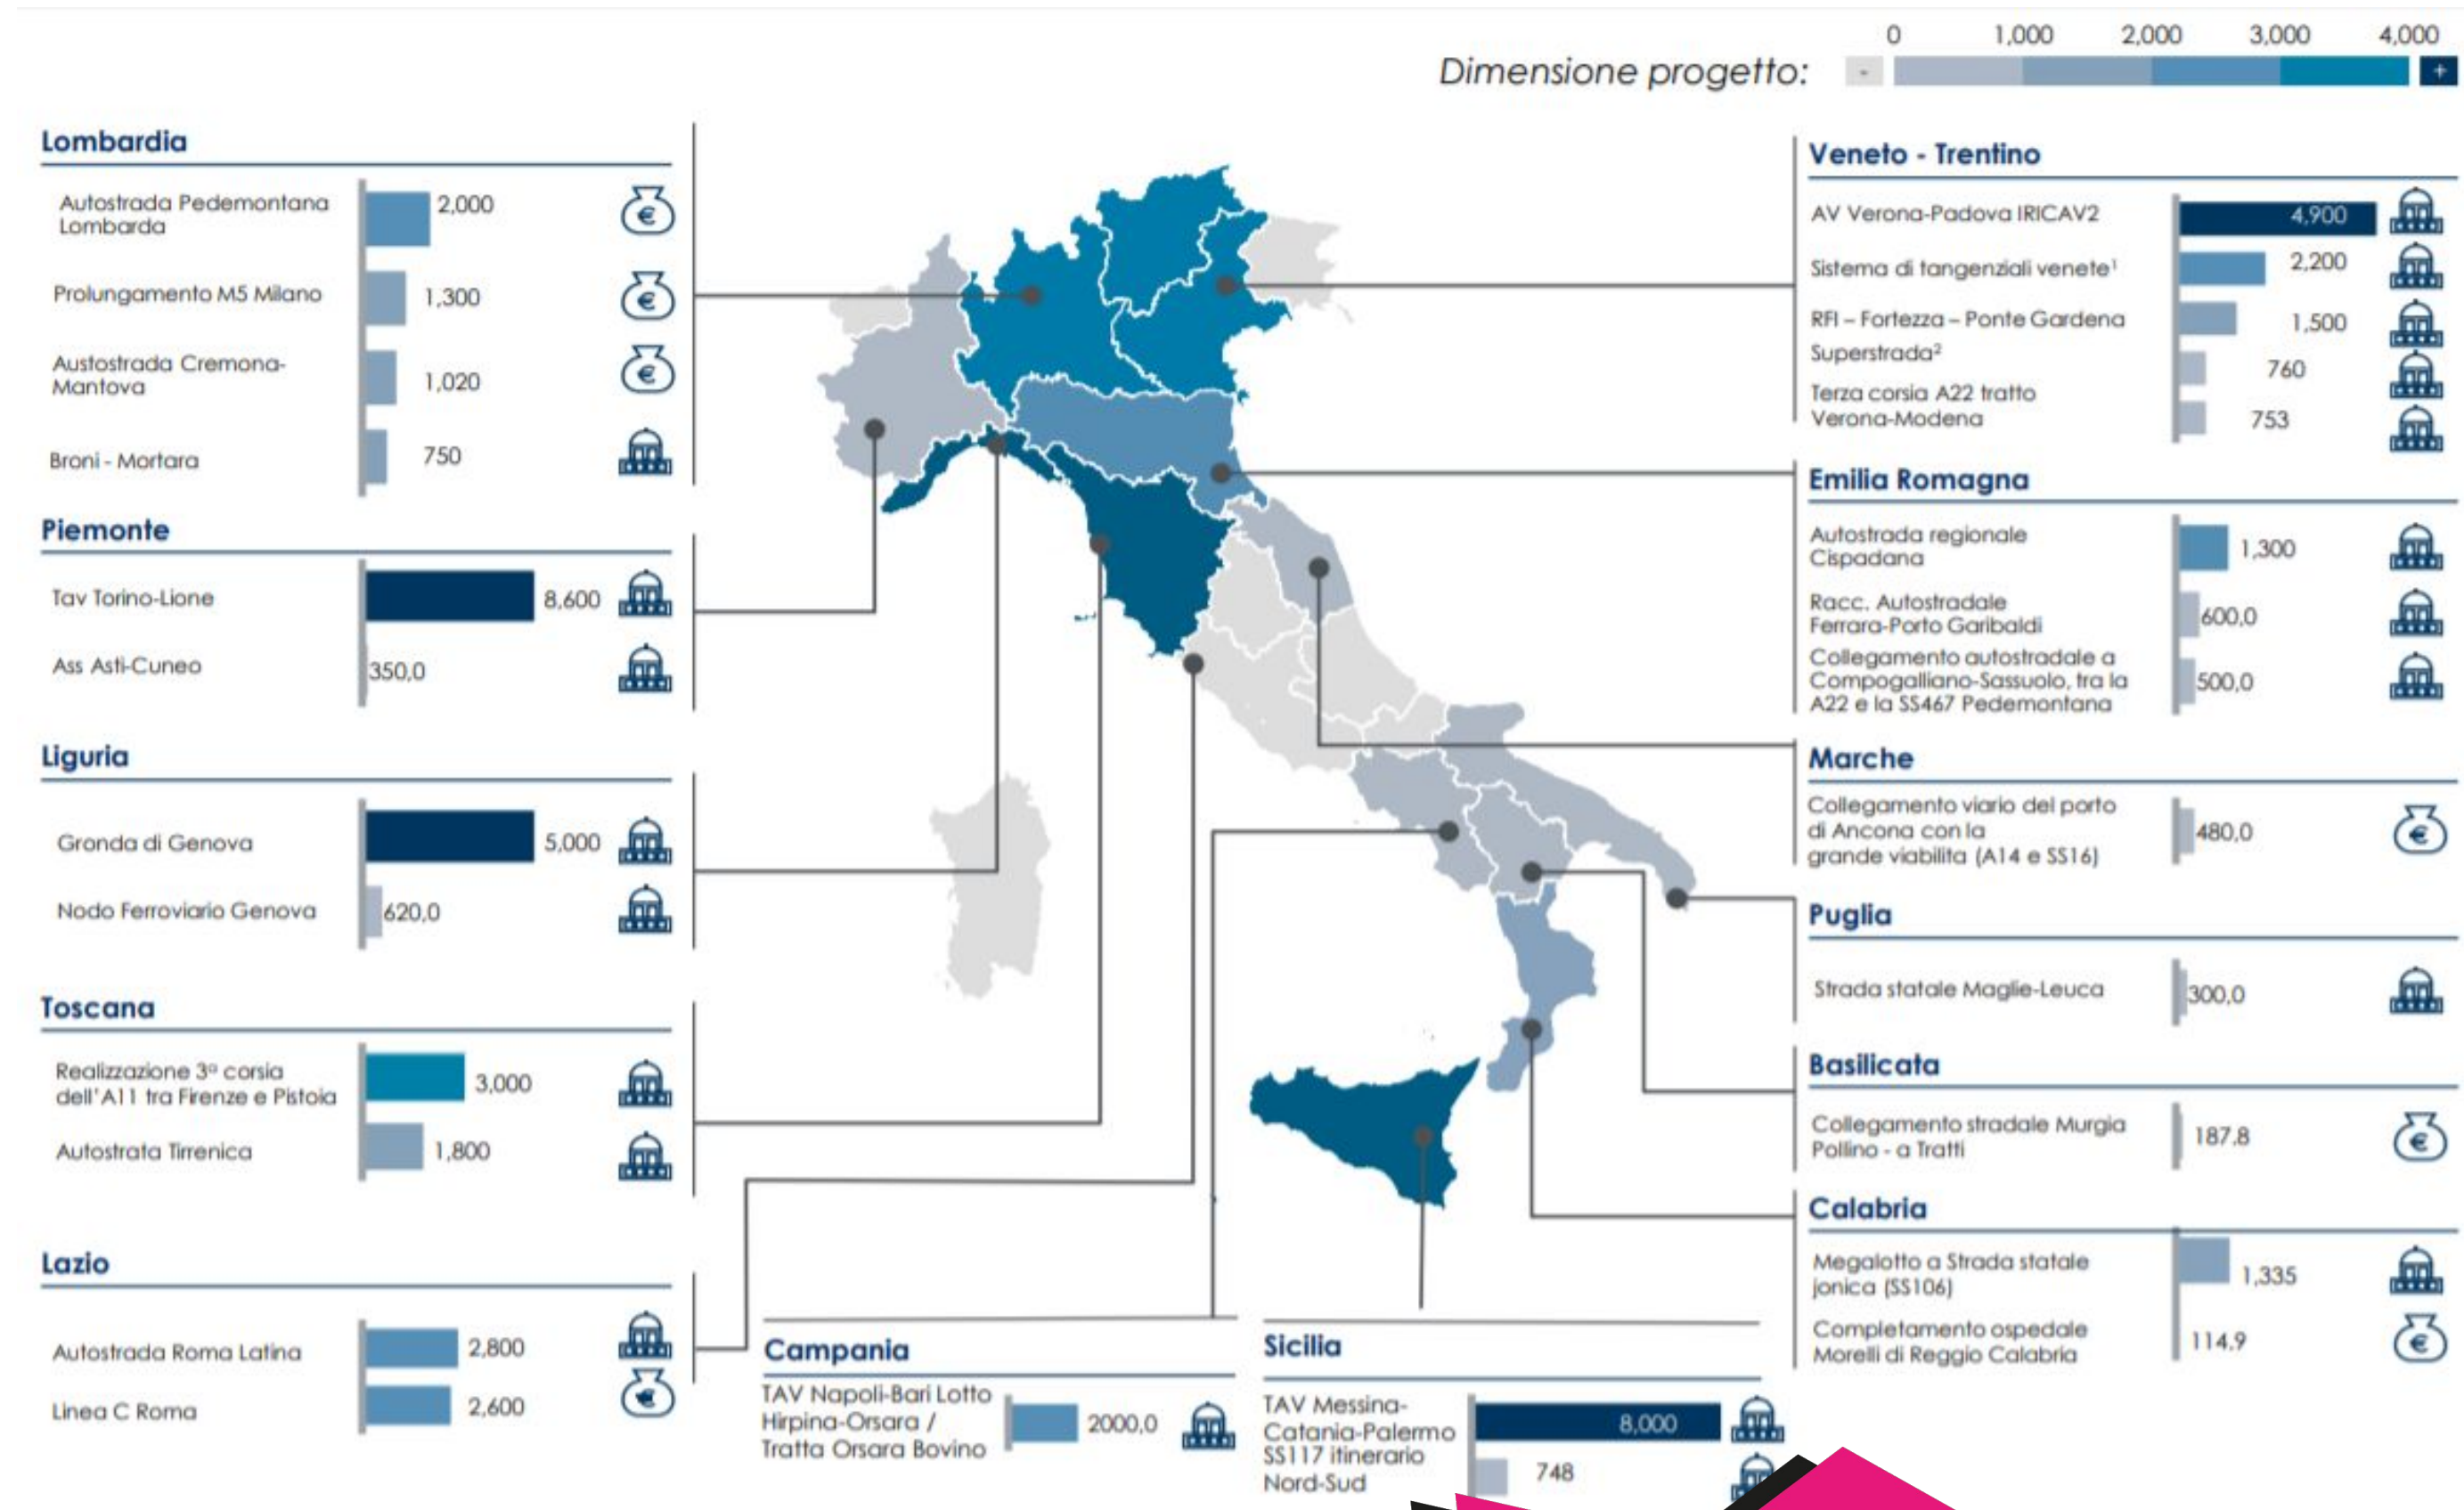 0 1,000 2,000 3,000 4,000
Dimensione progetto: - +
Lombardia
Autostrada Pedemontana
Lombarda
2,000
€
Prolungamento M5 Milano
1,300
€
Austostrada Cremona-
Mantova
1,020
€
Broni - Mortara
750
Piemonte
Tav Torino-Lione
8,600
Ass Asti-Cuneo
350,0
Liguria
Gronda di Genova
5,000
Nodo Ferroviario Genova
620,0
Toscana
Realizzazione 3ª corsia
dell'A11 tra Firenze e Pistoia
3,000
Autostrata Tirrenica
1,800
Lazio
Autostrada Roma Latina
2,800
Linea C Roma
2,600
€
Campania
TAV Napoli-Bari Lotto
Hirpina-Orsara /
Tratta Orsara Bovino
2000,0
Sicilia
TAV Messina-
Catania-Palermo
8,000
SS117 itinerario
Nord-Sud
748
Veneto - Trentino
AV Verona-Padova IRICAV2
4,900
Sistema di tangenziali venete¹
2,200
RFI – Fortezza – Ponte Gardena
1,500
Superstrada²
760
Terza corsia A22 tratto
Verona-Modena
753
Emilia Romagna
Autostrada regionale
Cispadana
1,300
Racc. Autostradale
Ferrara-Porto Garibaldi
600,0
Collegamento autostradale a
Compogalliano-Sassuolo, tra la
A22 e la SS467 Pedemontana
500,0
Marche
Collegamento viario del porto
di Ancona con la
grande viabilita (A14 e SS16)
480,0
€
Puglia
Strada statale Maglie-Leuca
300,0
Basilicata
Collegamento stradale Murgia
Pollino - a Tratti
187,8
€
Calabria
Megalotto a Strada statale
jonica (SS106)
1,335
Completamento ospedale
Morelli di Reggio Calabria
114,9
€